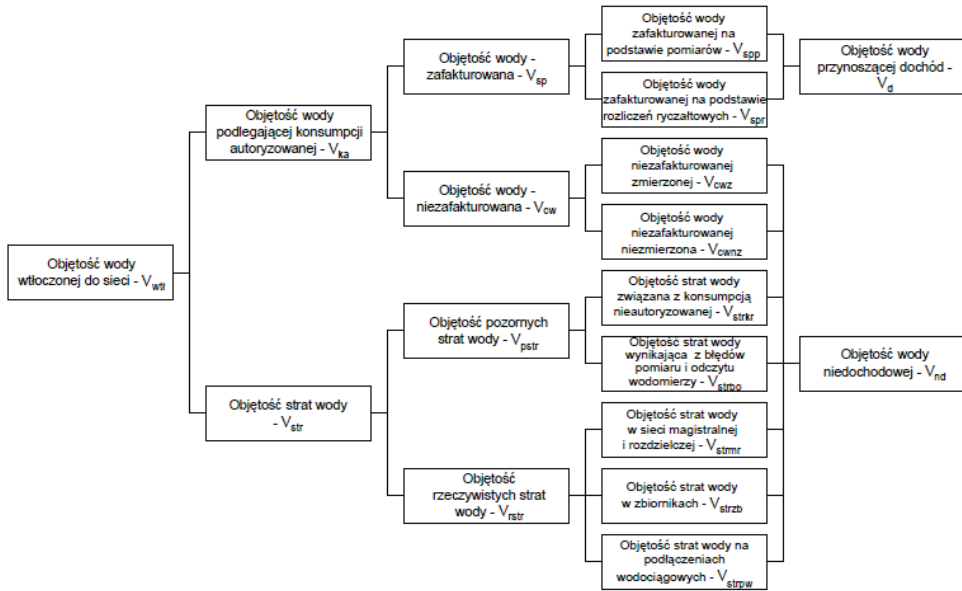 Objętość wody
wtłoczonej do sieci - Vwtł
Objętość wody
podlegającej konsumpcji
autoryzowanej - Vka
Objętość strat wody
- Vstr
Objętość wody -
zafakturowana - Vsp
Objętość wody -
niezafakturowana - Vcw
Objętość pozornych
strat wody - Vpstr
Objętość
rzeczywistych strat
wody - Vrstr
Objętość wody
zafakturowanej na
podstawie pomiarów - Vspp
Objętość wody
zafakturowanej na podstawie
rozliczeń ryczałtowych - Vspr
Objętość wody
niezafakturowanej
zmierzonej - Vcwz
Objętość wody
niezafakturowanej
niezmierzona - Vcwnz
Objętość strat wody
związana z konsumpcją
nieautoryzowanej - Vstrkr
Objętość strat wody
wynikająca z błędów
pomiaru i odczytu
wodomierzy - Vstrbo
Objętość strat wody
w sieci magistralnej
i rozdzielczej - Vstrmr
Objętość strat wody
w zbiornikach - Vstrzb
Objętość strat wody na
podłączeniach
wodociągowych - Vstrpw
Objętość wody
przynoszącej dochód -
Vd
Objętość wody
niedochodowej - Vnd